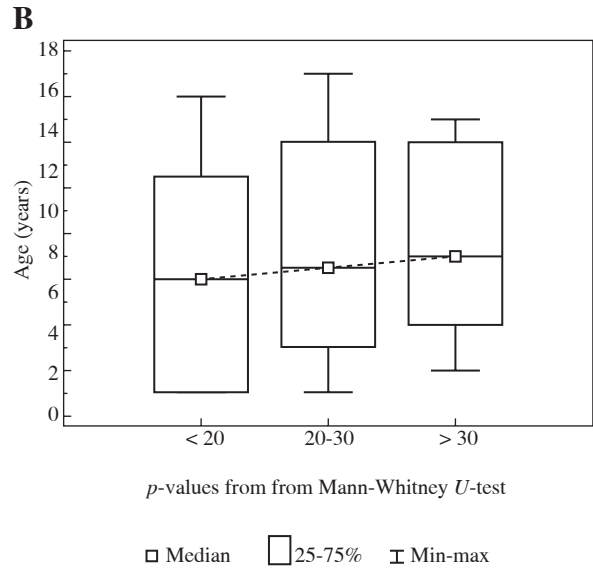 B
18
16
14
12
10
8
6
4
2
0
Age (years)
< 20 20-30 > 30
p-values from from Mann-Whitney U-test
Median 25-75% Min-max